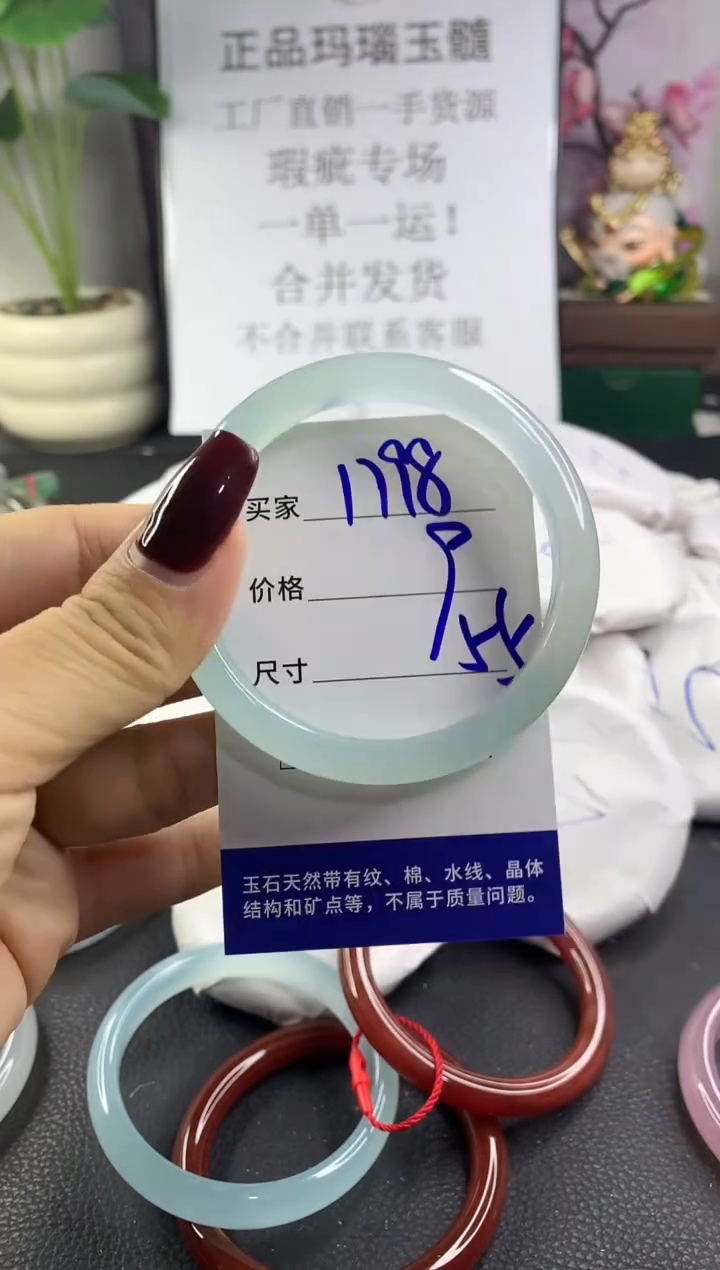 正品玛瑙玉髓
工厂直销一手货源
瑕疵专场
一单一运！
合并发货
不合并联系客服
买家 1198
价格 9
尺寸 55
玉石天然带有纹、棉、水线、晶体
结构和矿点等，不属于质量问题。